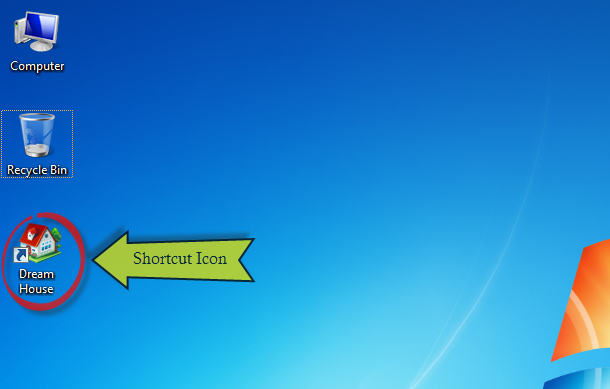 Computer
Recycle Bin
Shortcut Icon
Dream
House